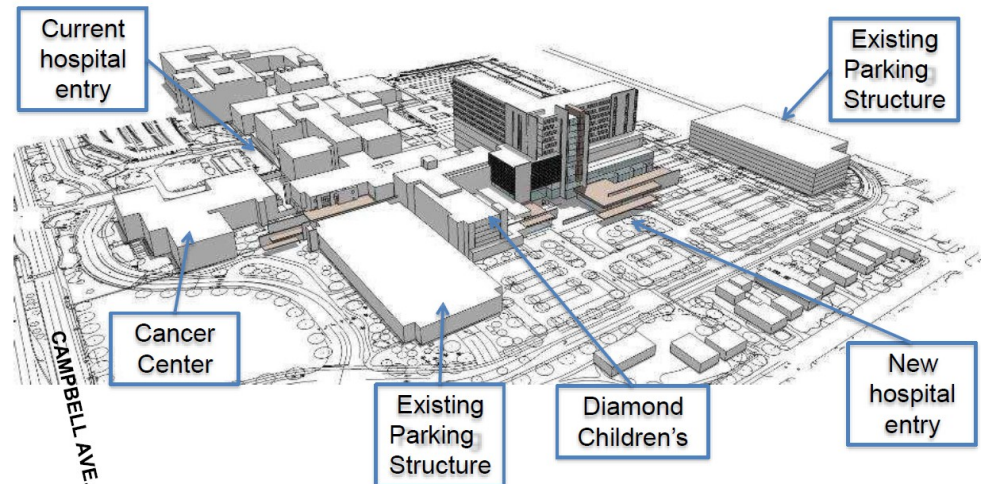 Current
hospital
entry
Existing
Parking
Structure
Cancer
Center
CAMPBELL AVE.
Existing
Parking
Structure
Diamond
Children's
New
hospital
entry